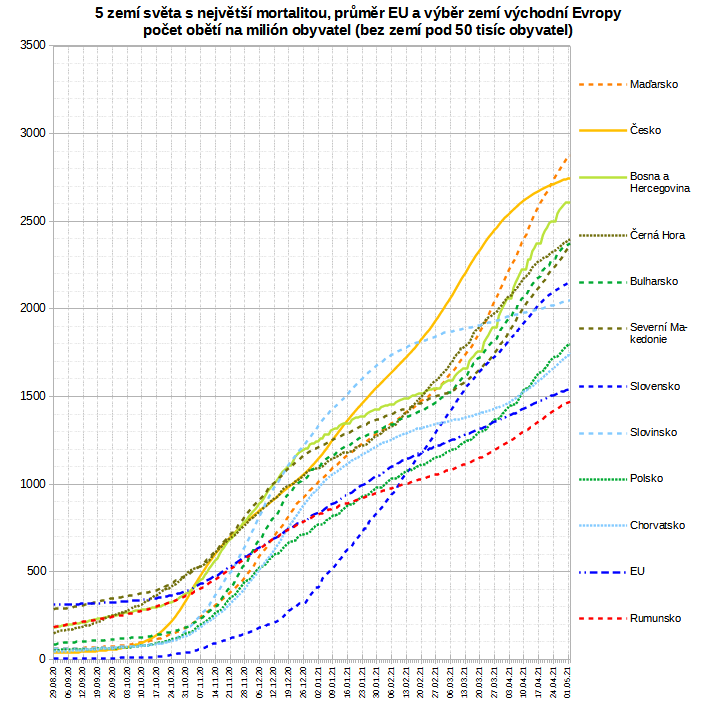 5 zemí světa s největší mortalitou, průměr EU a výběr zemí východní Evropy
počet obětí na milión obyvatel (bez zemí pod 50 tisíc obyvatel)
3500
3000
2500
2000
1500
1000
500
0
29.08.20
06.09.20
12.09.20
19.09.20
26.09.20
03.10.20
10.10.20
17.10.20
24.10.20
31.10.20
07.11.20
14.11.20
21.11.20
28.11.20
05.12.20
12.12.20
19.12.20
26.12.20
02.01.21
09.01.21
16.01.21
23.01.21
30.01.21
06.02.21
13.02.21
20.02.21
27.02.21
06.03.21
13.03.21
20.03.21
27.03.21
03.04.21
10.04.21
17.04.21
24.04.21
01.05.21
Maďarsko
Česko
Bosna a
Hercegovina
Černá Hora
Bulharsko
Severní Ma-
kedonie
Slovensko
Slovinsko
Polsko
Chorvatsko
EU
Rumunsko